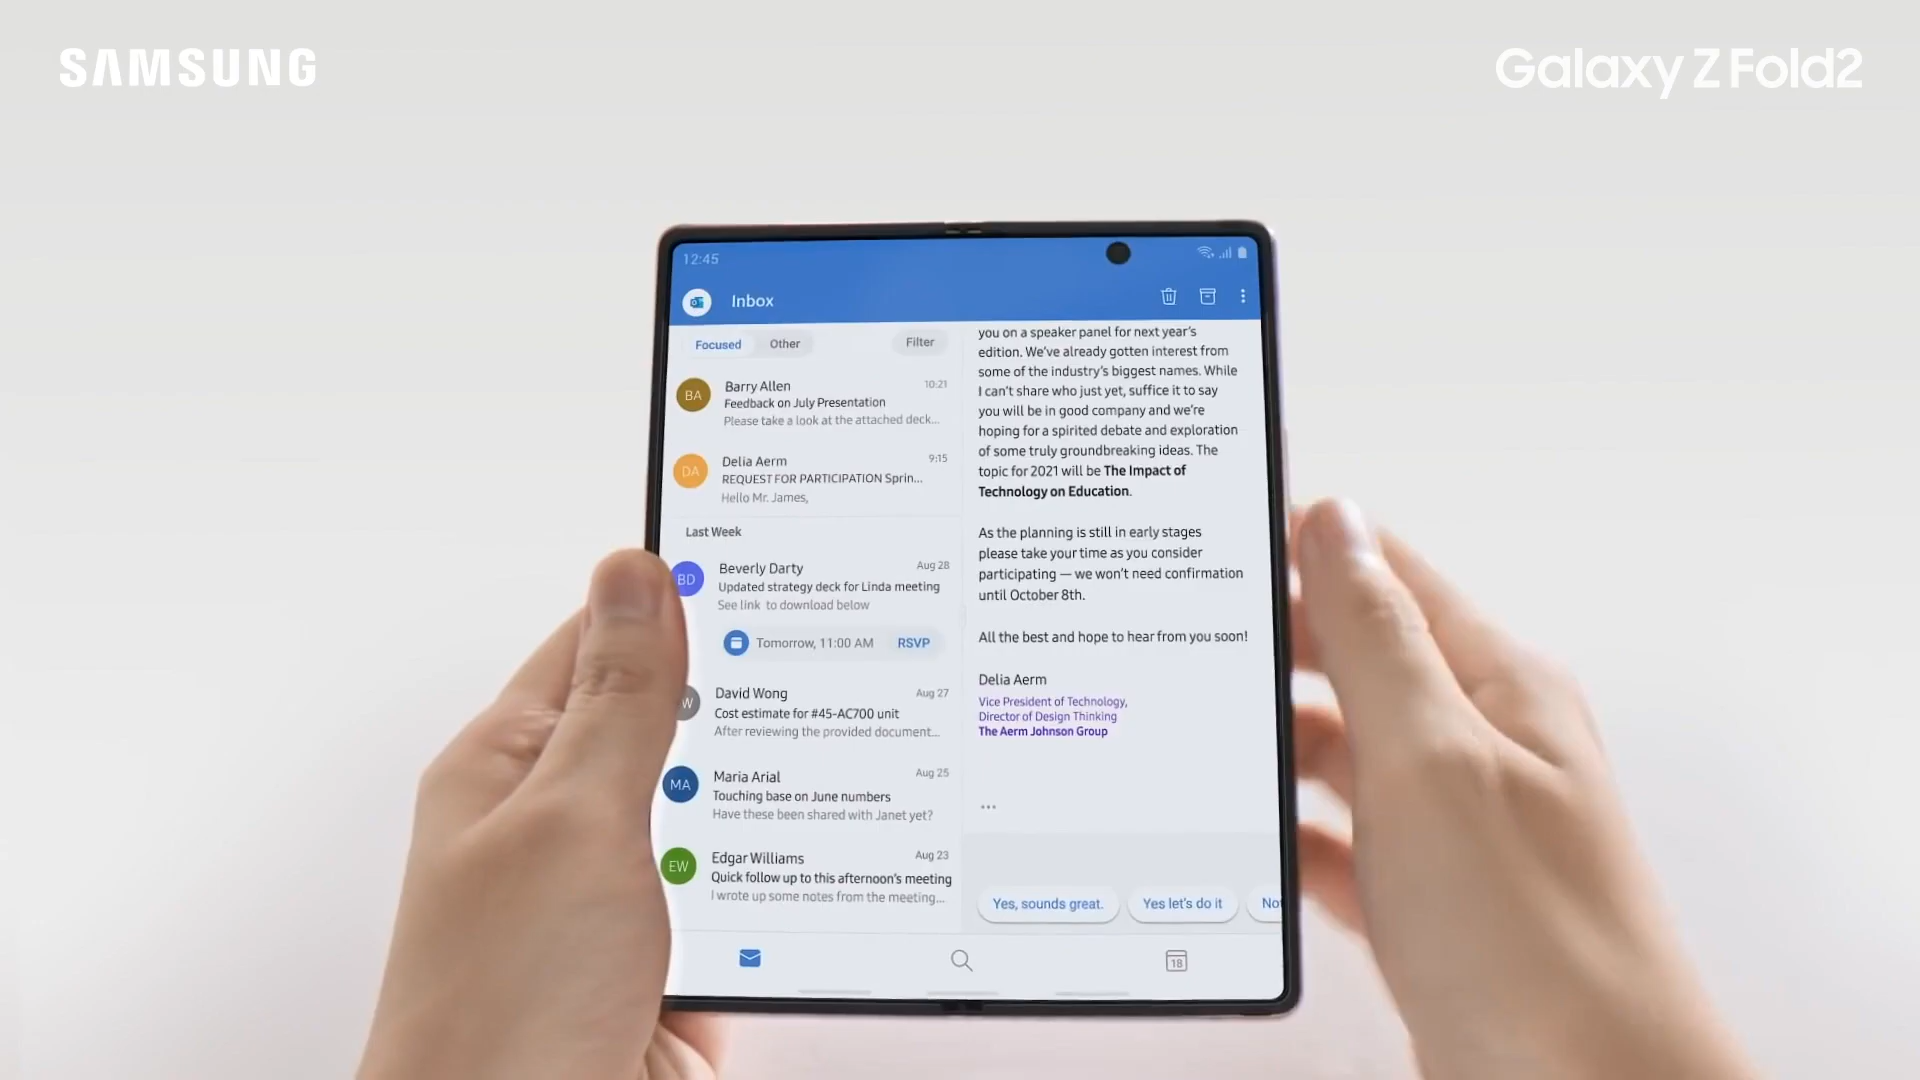 SAMSUNG
Galaxy Z Fold2
12:45
Inbox
Focused
Other
Filter
BA
Barry Allen
10:21
Feedback on July Presentation
Please take a look at the attached deck...
DA
Delia Aerm
9:15
REQUEST FOR PARTICIPATION Sprin...
Hello Mr. James,
Last Week
BD
Beverly Darty
Aug 28
Updated strategy deck for Linda meeting
See link to download below
Tomorrow, 11:00 AM
RSVP
W
David Wong
Aug 27
Cost estimate for #45-AC700 unit
After reviewing the provided document...
MA
Maria Arial
Aug 25
Touching base on June numbers
Have these been shared with Janet yet?
EW
Edgar Williams
Aug 23
Quick follow up to this afternoon's meeting
I wrote up some notes from the meeting...
you on a speaker panel for next year's
edition. We've already gotten interest from
some of the industry's biggest names. While
I can't share who just yet, suffice it to say
you will be in good company and we're
hoping for a spirited debate and exploration
of some truly groundbreaking ideas. The
topic for 2021 will be The Impact of
Technology on Education.
As the planning is still in early stages
please take your time as you consider
participating — we won't need confirmation
until October 8th.
All the best and hope to hear from you soon!
Delia Aerm
Vice President of Technology,
Director of Design Thinking
The Aerm Johnson Group
...
Yes, sounds great.
Yes let's do it
No
18